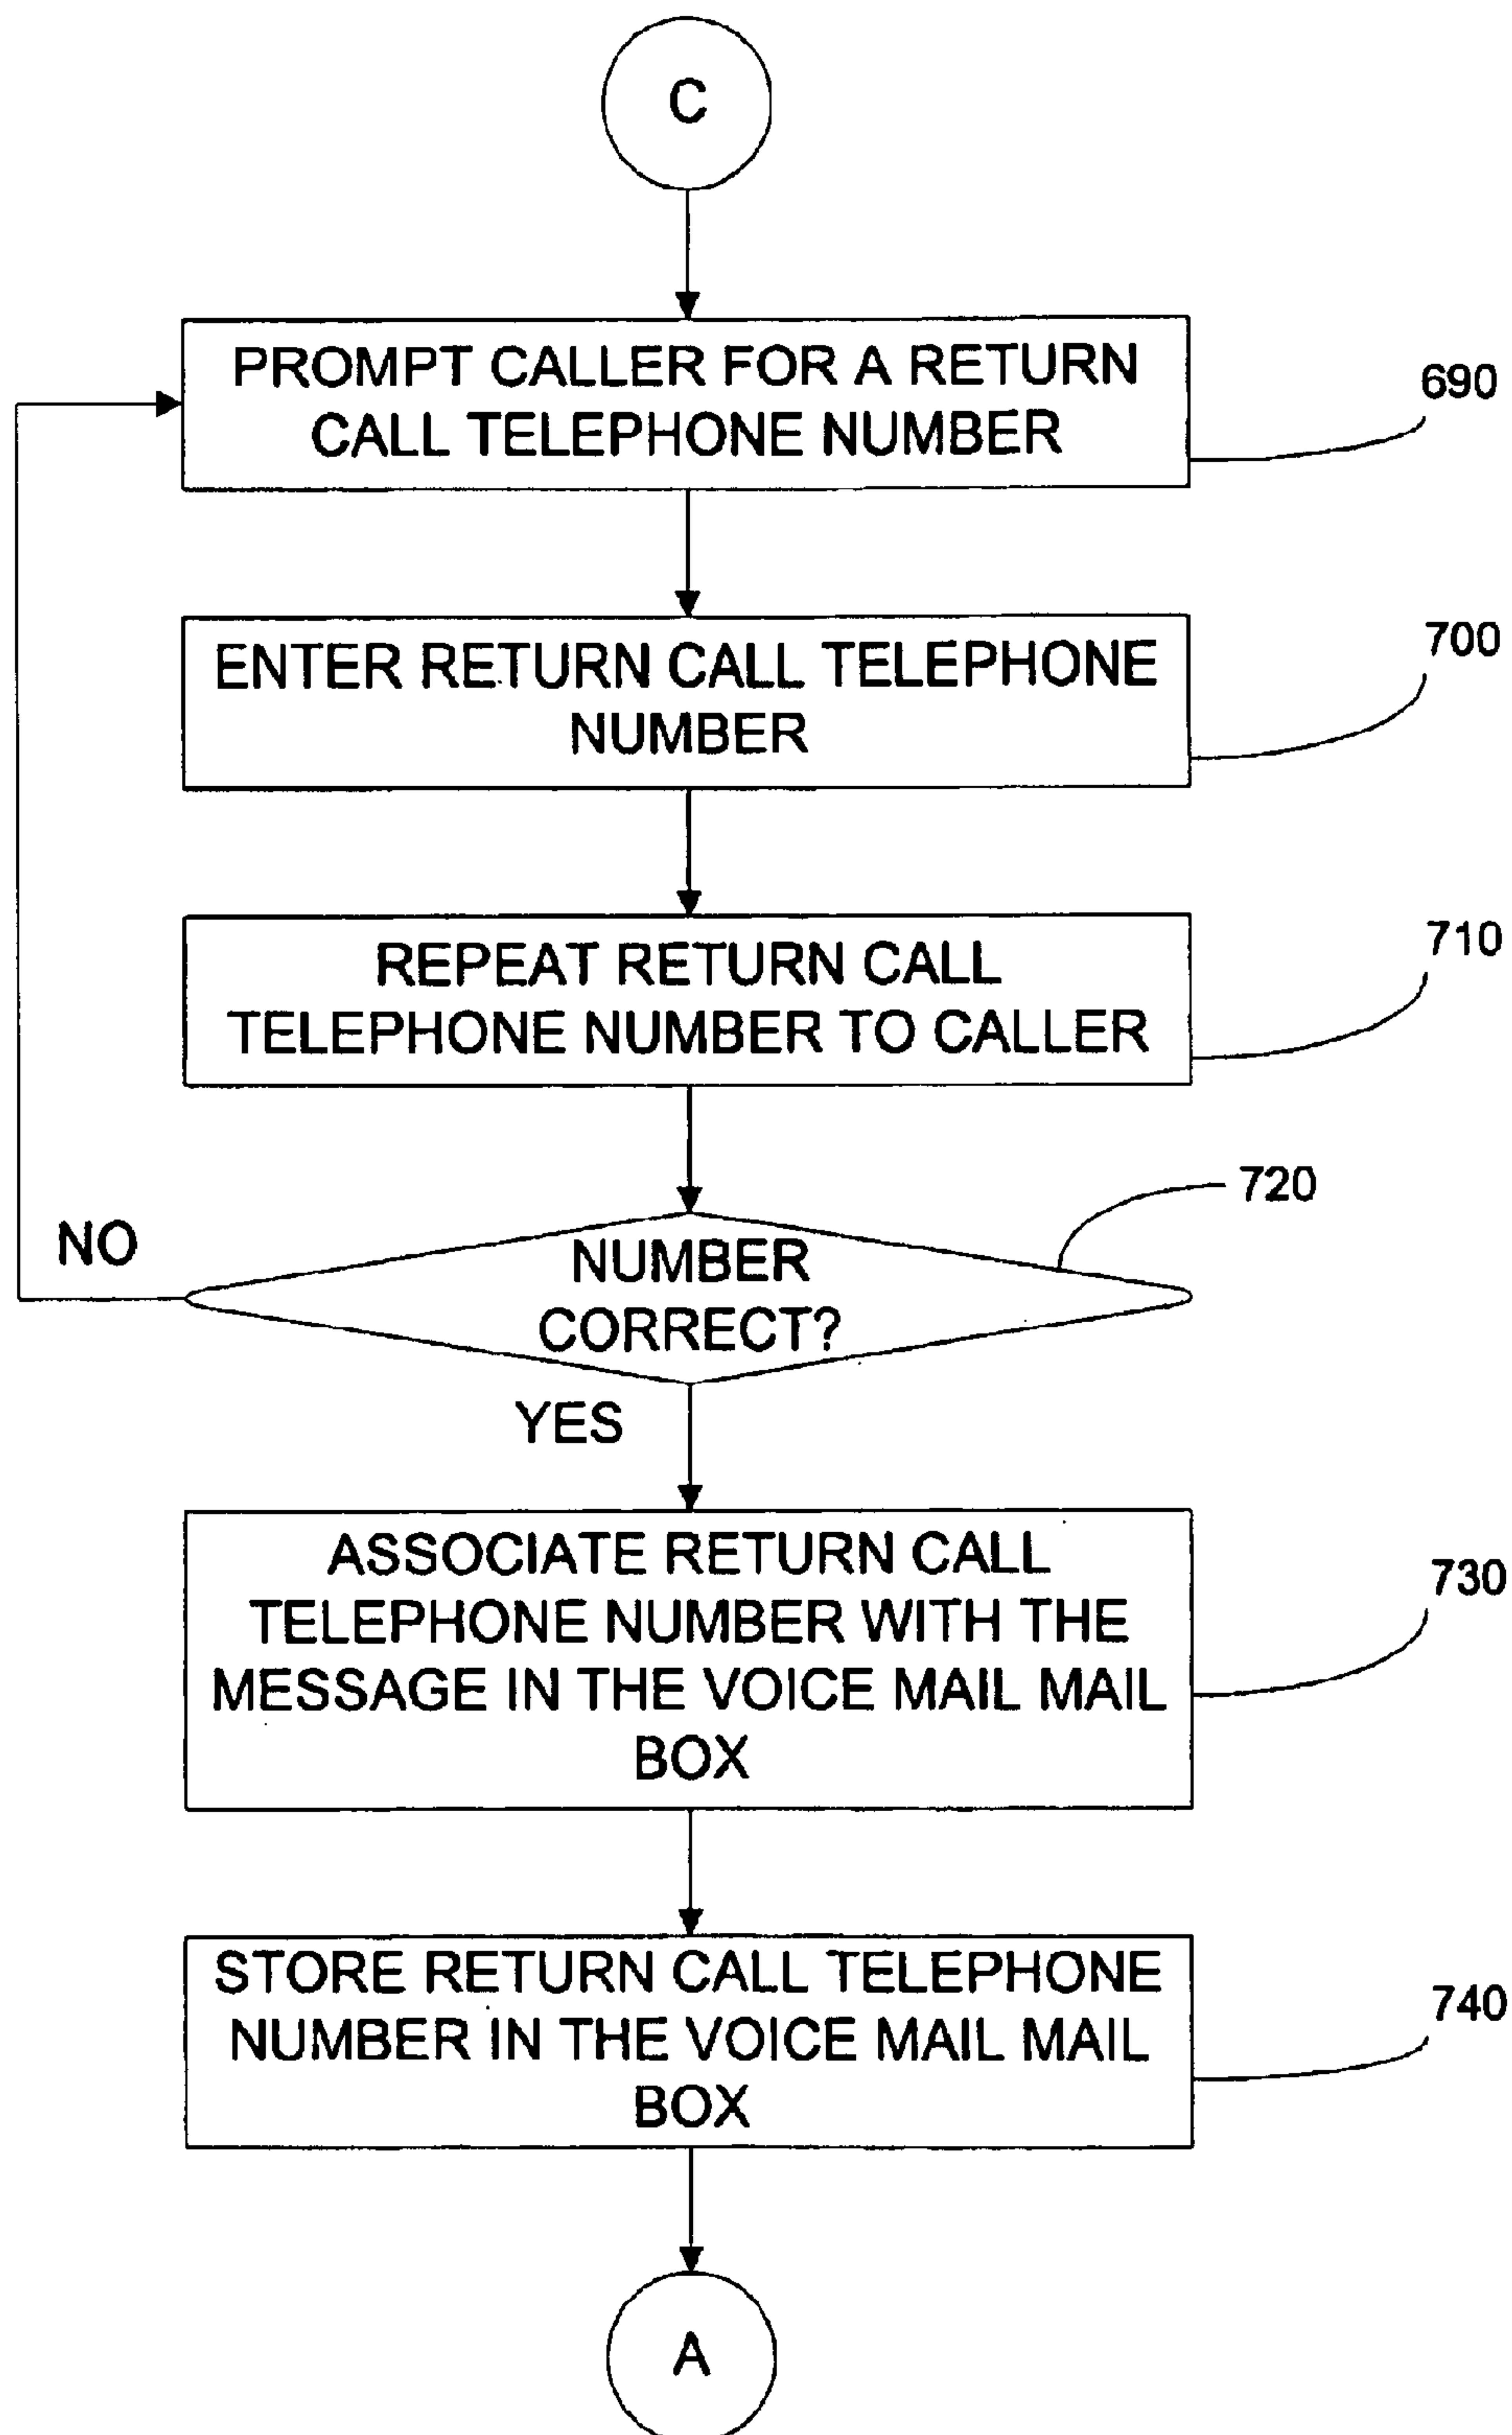 C
PROMPT CALLER FOR A RETURN
CALL TELEPHONE NUMBER
690
ENTER RETURN CALL TELEPHONE
NUMBER
700
REPEAT RETURN CALL
TELEPHONE NUMBER TO CALLER
710
720
NO
NUMBER
CORRECT?
YES
ASSOCIATE RETURN CALL
TELEPHONE NUMBER WITH THE
MESSAGE IN THE VOICE MAIL MAIL
BOX
730
STORE RETURN CALL TELEPHONE
NUMBER IN THE VOICE MAIL MAIL
BOX
740
A